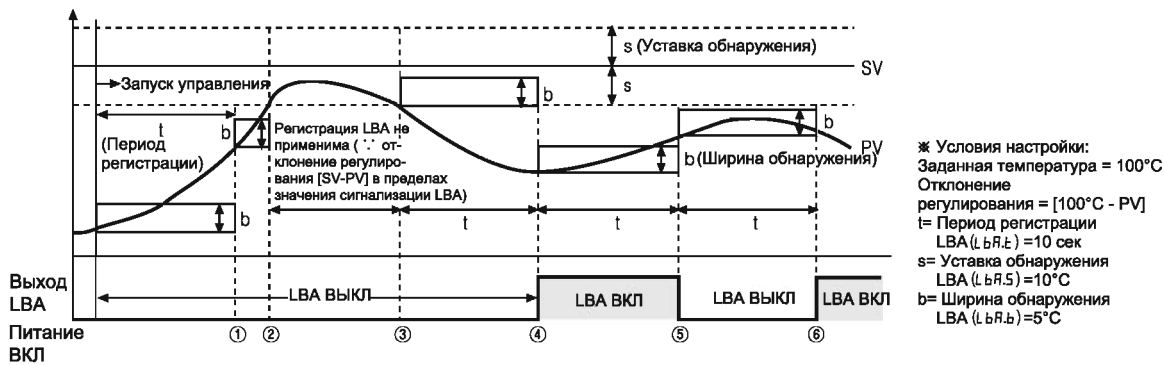 s (Уставка обнаружения)
SV
Запуск управления
s
b
t
(Период
регистрации)
b
Регистрация LBA не
применима ( ∵ от-
клонение регулиро-
вания [SV-PV] в пределах
значения сигнализации LBA)
b
PV
b (Ширина обнаружения)
b
t
t
t
※ Условия настройки:
Заданная температура = 100°C
Отклонение
регулирования = [100°C - PV]
t= Период регистрации
LBA (LbA.t) =10 сек
s= Уставка обнаружения
LBA (LbA.S) =10°C
b= Ширина обнаружения
LBA (LbA.b) =5°C
Выход
LBA
LBA ВЫКЛ
LBA ВКЛ
LBA ВЫКЛ
LBA ВКЛ
Питание
ВКЛ
① ② ③ ④ ⑤ ⑥